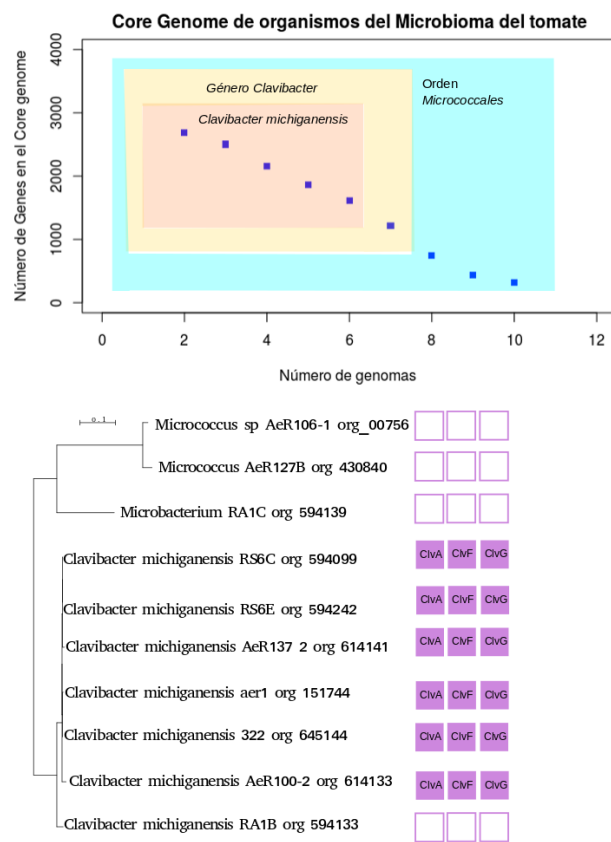 Core Genome de organismos del Microbioma del tomate
Número de Genes en el Core genome
4000
3000
2000
1000
0
Género Clavibacter
Clavibacter michiganensis
Orden
Micrococcales
0 2 4 6 8 10 12
Número de genomas
0.1
Micrococcus sp AeR106-1 org_00756
Micrococcus AeR127B org 430840
Microbacterium RA1C org 594139
Clavibacter michiganensis RS6C org 594099 ClvA ClvF ClvG
Clavibacter michiganensis RS6E org 594242 ClvA ClvF ClvG
Clavibacter michiganensis AeR137 2 org 614141 ClvA ClvF ClvG
Clavibacter michiganensis aer1 org 151744 ClvA ClvF ClvG
Clavibacter michiganensis 322 org 645144 ClvA ClvF ClvG
Clavibacter michiganensis AeR100-2 org 614133 ClvA ClvF ClvG
Clavibacter michiganensis RA1B org 594133